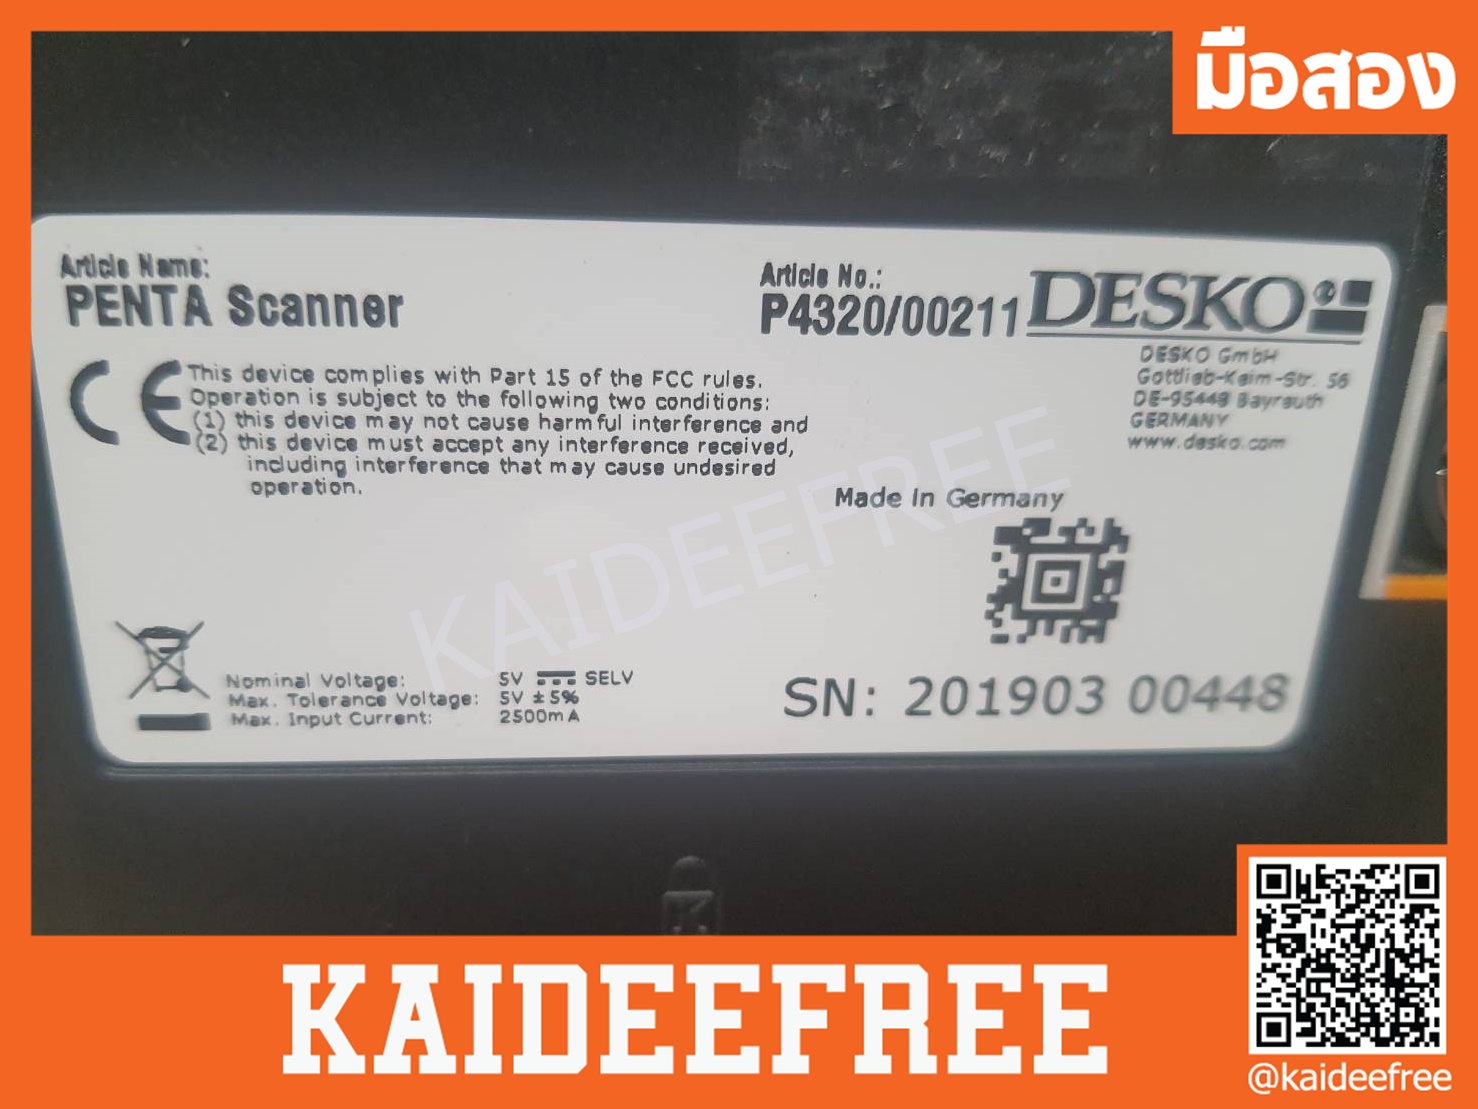 มือสอง
Article Name:
PENTA Scanner
Article No.:
P4320/00211
DESKO
DESKO GmbH
Gottlieb-Keim-Str. 56
DE-95448 Bayreuth
GERMANY
www.desko.com
CE
This device complies with Part 15 of the FCC rules.
Operation is subject to the following two conditions:
(1) this device may not cause harmful interference and
(2) this device must accept any interference received,
including interference that may cause undesired
operation.
Made in Germany
KAIDEEFREE
Nominal Voltage: 5V SELV
Max. Tolerance Voltage: 5V ±5%
Max. Input Current: 2500mA
SN: 201903 00448
KAIDEEFREE
@kaideefree